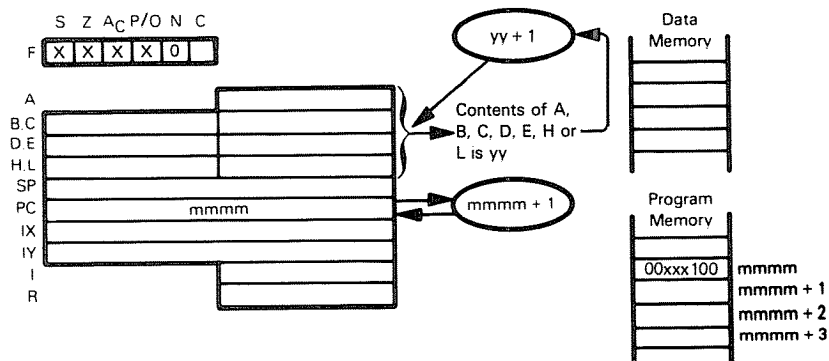 S Z AC P/O N C
F X X X X 0
A
B.C
D.E
H.L
SP
PC mmmm
IX
IY
I
R
yy + 1
Contents of A,
B, C, D, E, H or
L is yy
mmmm + 1
Data
Memory
Program
Memory
00xxx100 mmmm
mmmm + 1
mmmm + 2
mmmm + 3